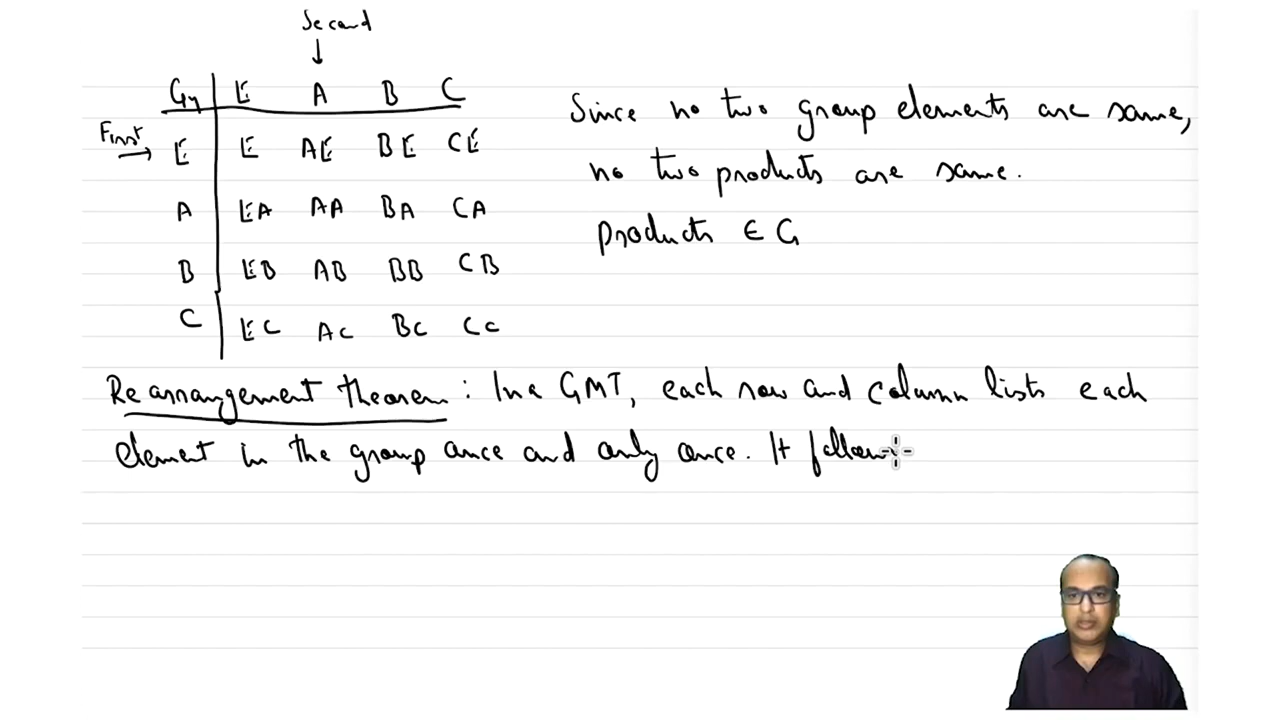 Second
↓
G4 E A B C
First → E E AE BE CE
A EA AA BA CA
B EB AB BB CB
C EC AC BC CC
Since no two group elements are same,
no two products are same.
products ∈ G
Rearrangement theorem : In a GMT, each row and column lists each
element in the group once and only once. It follow